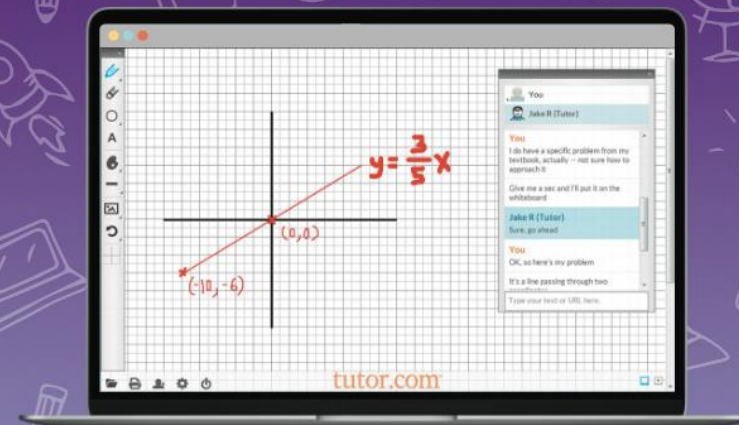 y = 3/5 x
(0,0)
(-10,-6)
A
You
Jake R (Tutor)
You
I do have a specific problem from my
textbook, actually — not sure how to
approach it
Give me a sec and I'll put it on the
whiteboard
Jake R (Tutor)
Sure, go ahead
You
OK, so here's my problem
It's a line passing through two
Type your text or URL here.
tutor.com